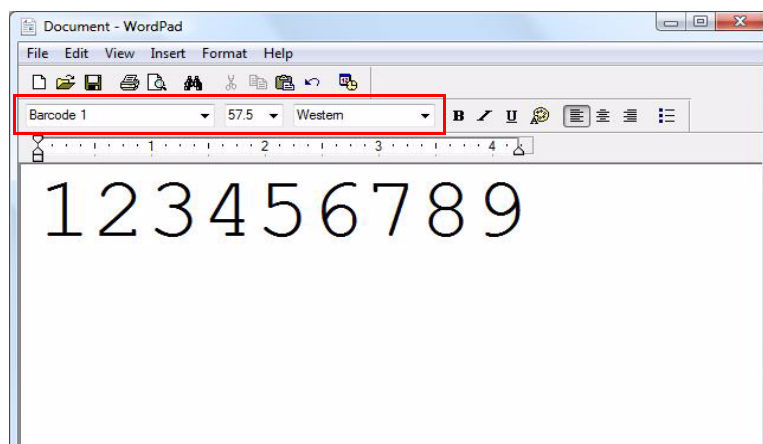 Document - WordPad
File Edit View Insert Format Help
Barcode 1 57.5 Western B U
1 2 3 4
123456789